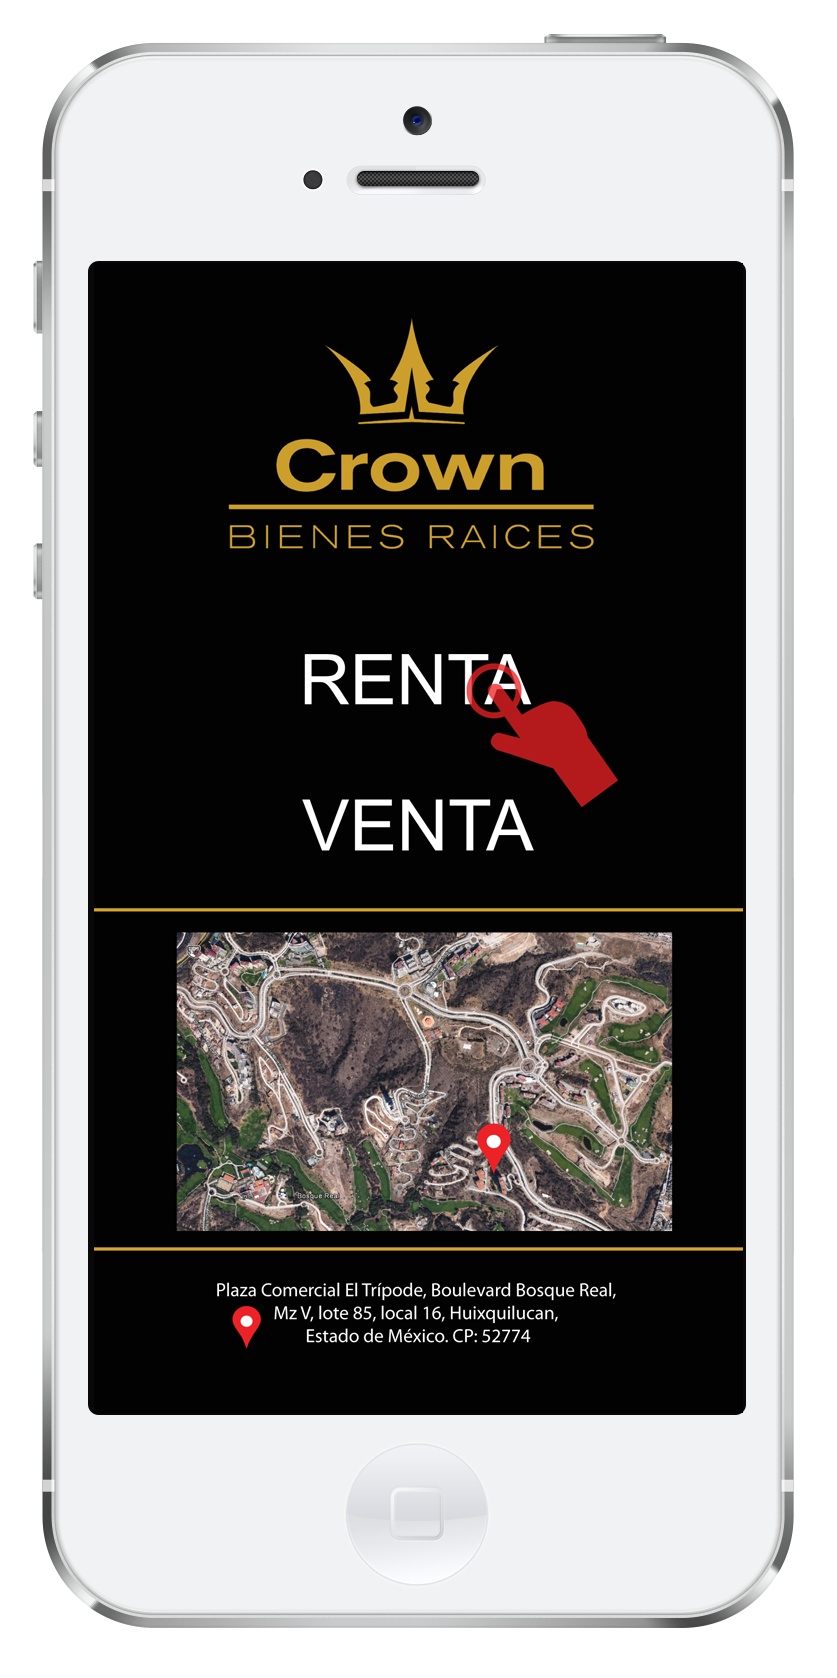 Crown
BIENES RAICES
RENTA
VENTA
Bosque Real
Plaza Comercial El Trípode, Boulevard Bosque Real,
Mz V, lote 85, local 16, Huixquilucan,
Estado de México. CP: 52774